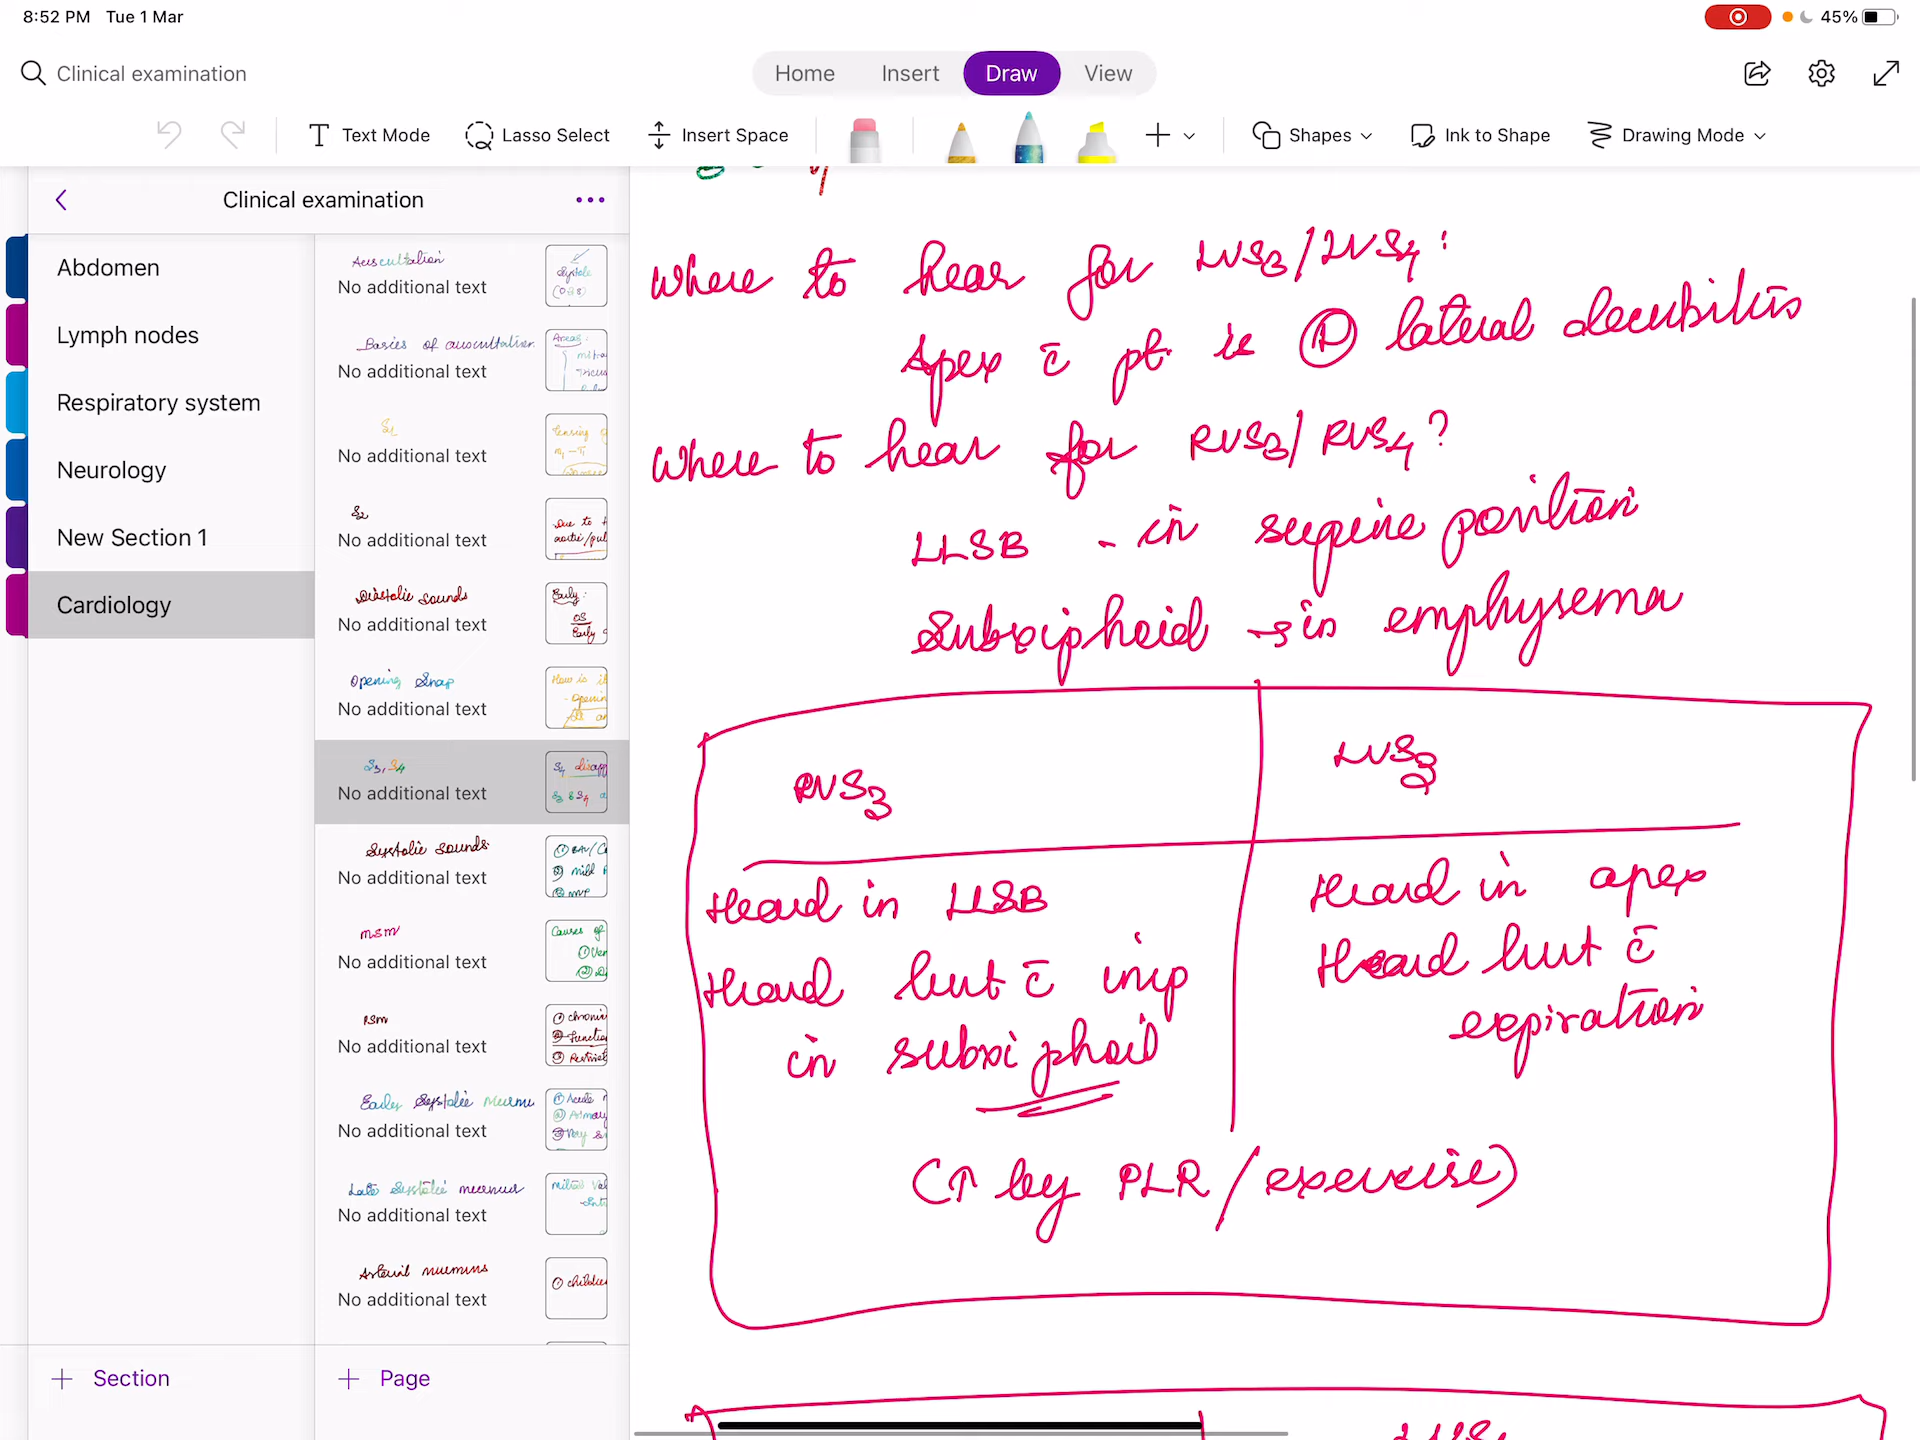 8:52 PM Tue 1 Mar
45%
Clinical examination
Home Insert Draw View
Text Mode Lasso Select Insert Space Shapes Ink to Shape Drawing Mode
Clinical examination
Abdomen
Lymph nodes
Respiratory system
Neurology
New Section 1
Cardiology
Section
Auscultation
No additional text
Basics of auscultation
No additional text
S1
No additional text
S2
No additional text
Diastolic sounds
No additional text
Opening Snap
No additional text
S3, S4
No additional text
Systolic sounds
No additional text
MSM
No additional text
PSM
No additional text
Early Systolic Murmu
No additional text
Late Systolic murmur
No additional text
Arterial murmurs
No additional text
Page
Where to hear for LVS3/LVS4:
Apex c̄ pt. is Ⓛ lateral decubitus
Where to hear for RVS3/RVS4?
LLSB - in supine position
Subxiphoid → in emphysema
RVS3 LVS3
Heard in LLSB
Heard but c̄ insp
in subxiphoid
Heard in apex
Heard but c̄
expiration
(↑ by PLR/exercise)